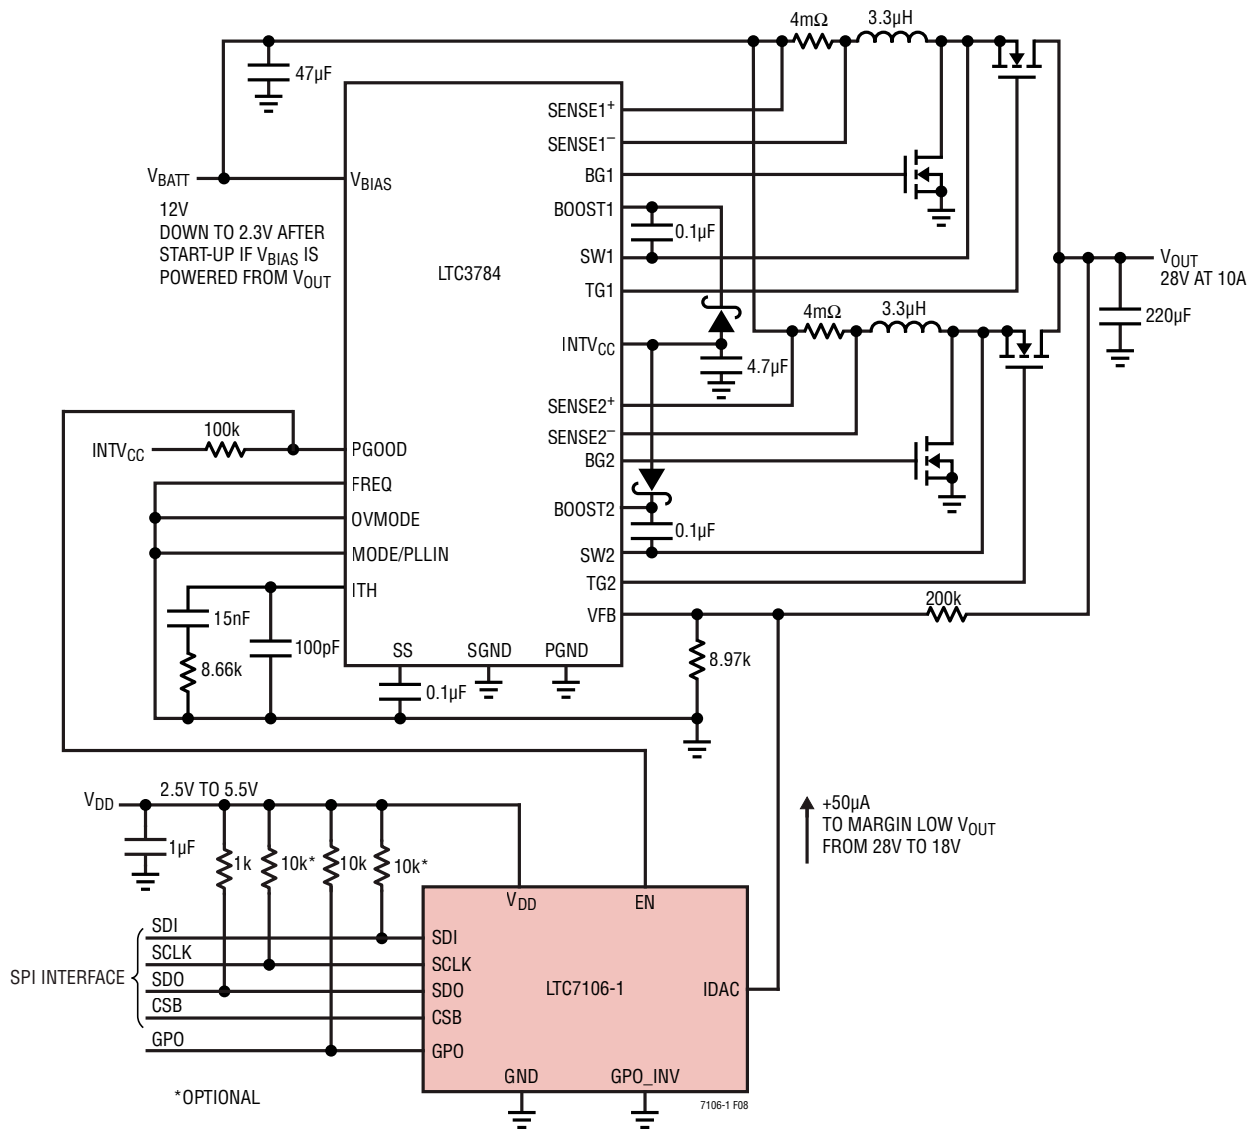 4mΩ
3.3µH
47µF
SENSE1+
SENSE1–
BG1
VBATT
VBIAS
12V
DOWN TO 2.3V AFTER
START-UP IF VBIAS IS
POWERED FROM VOUT
BOOST1
0.1µF
SW1
LTC3784
TG1
VOUT
28V AT 10A
4mΩ
3.3µH
220µF
INTVCC
4.7µF
SENSE2+
SENSE2–
100k
INTVCC
PGOOD
BG2
FREQ
BOOST2
OVMODE
0.1µF
MODE/PLLIN
SW2
ITH
TG2
200k
15nF
VFB
100pF
8.66k
SS
SGND
PGND
8.97k
0.1µF
2.5V TO 5.5V
VDD
+50µA
TO MARGIN LOW VOUT
FROM 28V TO 18V
1µF
1k
10k*
10k
10k*
VDD
EN
SPI INTERFACE
SDI
SCLK
SDO
CSB
GPO
SDI
SCLK
SDO
CSB
GPO
LTC7106-1
IDAC
GND
GPO_INV
*OPTIONAL
7106-1 F08